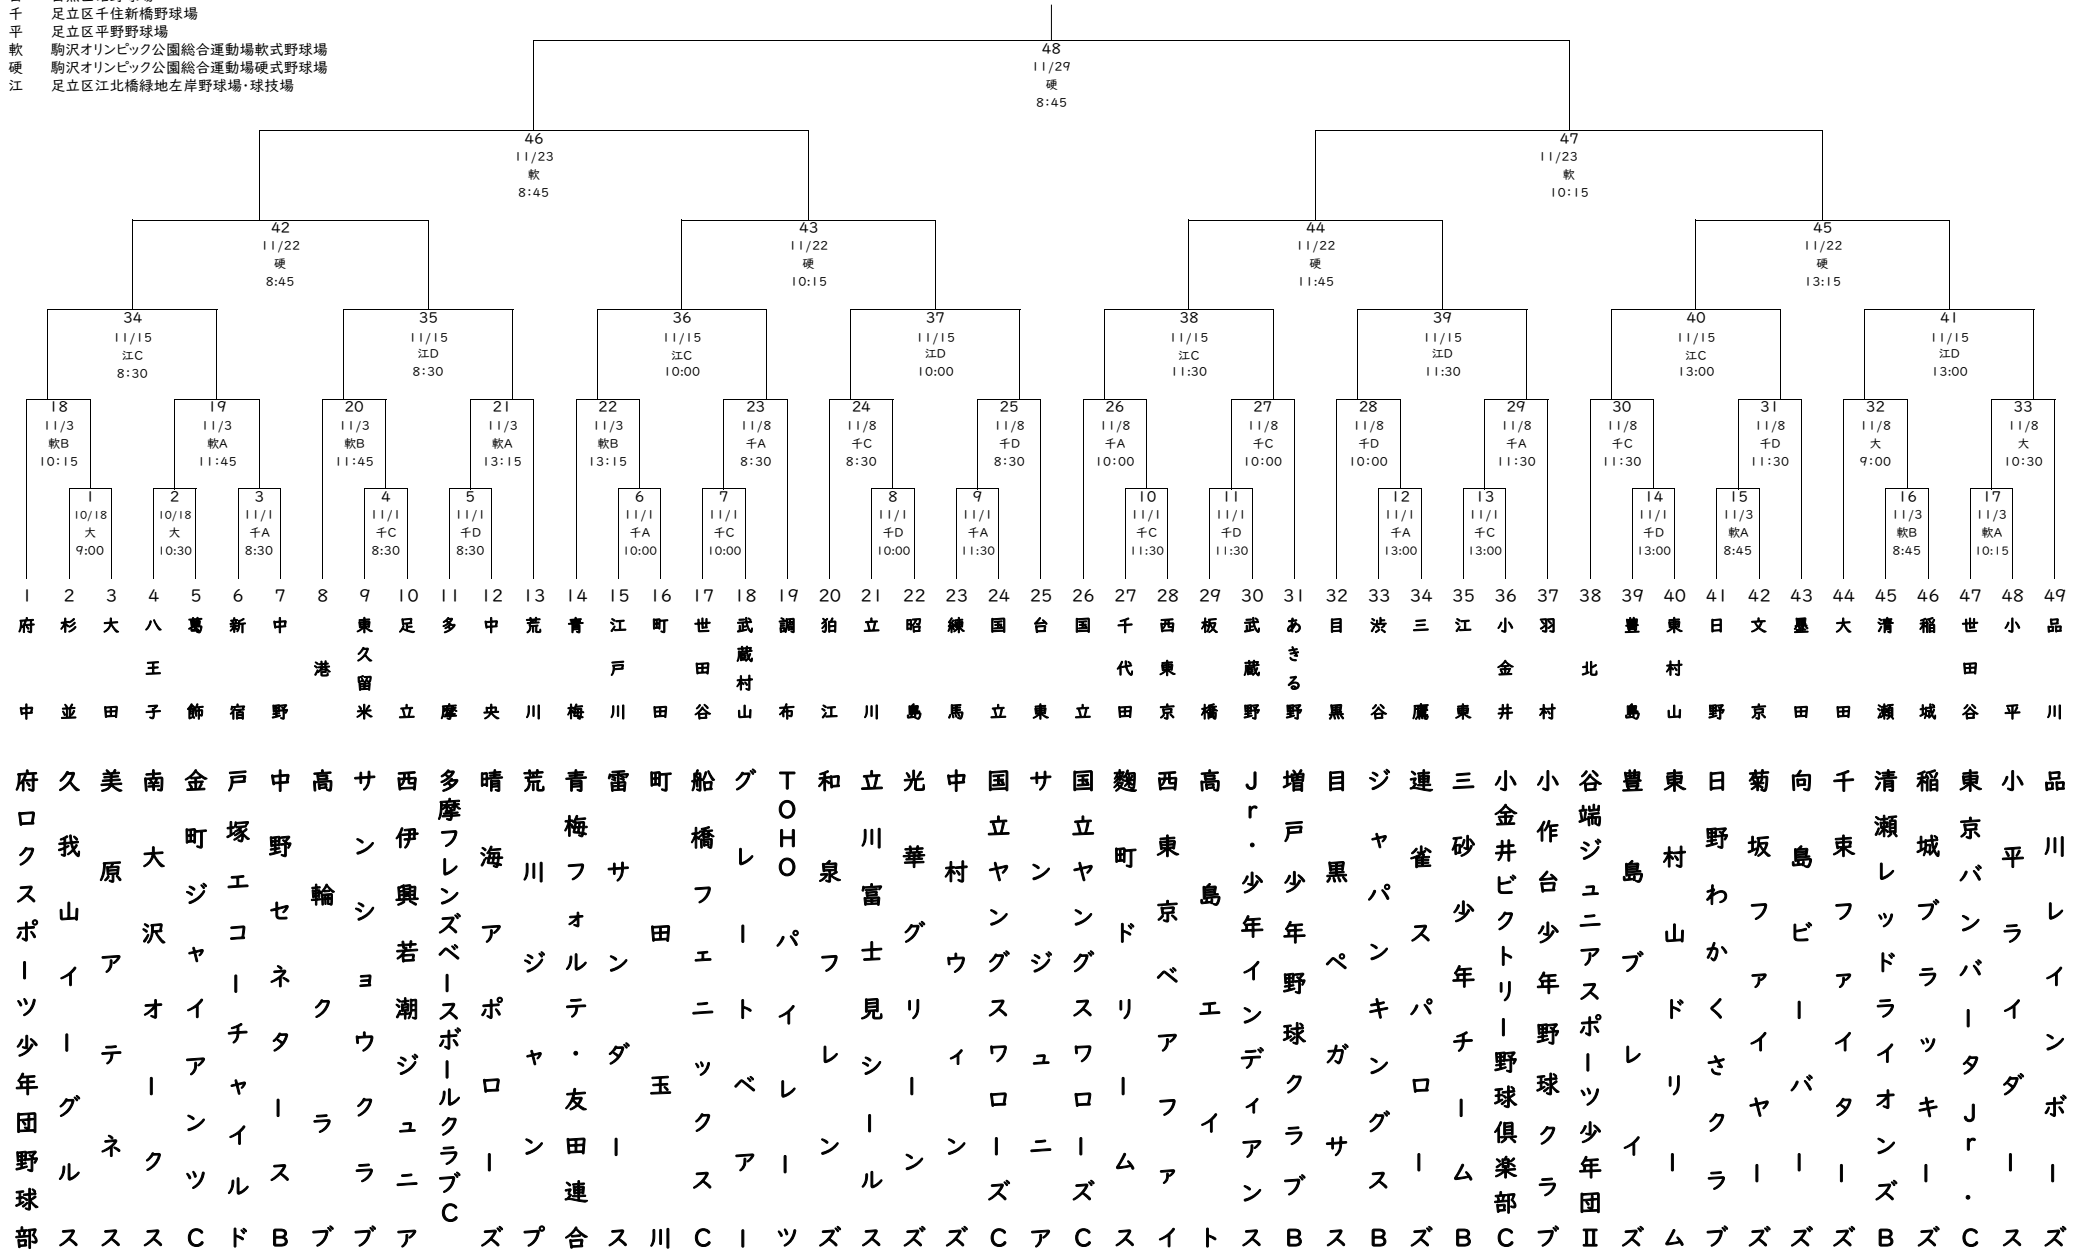 千 足立区千住新橋野球場
平 足立区平野野球場
軟 駒沢オリンピック公園総合運動場軟式野球場
硬 駒沢オリンピック公園総合運動場硬式野球場
江 足立区江北橋緑地左岸野球場・球技場
48
11/29
硬
8:45
46
11/23
軟
8:45
47
11/23
軟
10:15
42
11/22
硬
8:45
43
11/22
硬
10:15
44
11/22
硬
11:45
45
11/22
硬
13:15
34
11/15
江C
8:30
35
11/15
江D
8:30
36
11/15
江C
10:00
37
11/15
江D
10:00
38
11/15
江C
11:30
39
11/15
江D
11:30
40
11/15
江C
13:00
41
11/15
江D
13:00
18
11/3
軟B
10:15
19
11/3
軟A
11:45
20
11/3
軟B
11:45
21
11/3
軟A
13:15
22
11/3
軟B
13:15
23
11/8
千A
8:30
24
11/8
千C
8:30
25
11/8
千D
8:30
26
11/8
千A
10:00
27
11/8
千C
10:00
28
11/8
千D
10:00
29
11/8
千A
11:30
30
11/8
千C
11:30
31
11/8
千D
11:30
32
11/8
大
9:00
33
11/8
大
10:30
1
10/18
大
9:00
2
10/18
大
10:30
3
11/1
千A
8:30
4
11/1
千C
8:30
5
11/1
千D
8:30
6
11/1
千A
10:00
7
11/1
千C
10:00
8
11/1
千D
10:00
9
11/1
千A
11:30
10
11/1
千C
11:30
11
11/1
千D
11:30
12
11/1
千A
13:00
13
11/1
千C
13:00
14
11/1
千D
13:00
15
11/3
軟A
8:45
16
11/3
軟B
8:45
17
11/3
軟A
10:15
1 府中 府ロクスポーツ少年団野球部
2 杉並 久我山イーグルス
3 大田 美原アテネス
4 八王子 南大沢オークス
5 葛飾 金町ジャイアンツC
6 新宿 戸塚エコーチャイルド
7 中野 中野セネタースB
8 港 高輪クラブ
9 東久留米 サンショウクラブ
10 足立 西伊興若潮ジュニア
11 多摩 多摩フレンズベースボールクラブC
12 中央 晴海アポローズ
13 荒川 荒川ジャンプ
14 青梅 青梅フォルテ・友田連合
15 江戸川 雷サンダース
16 町田 町田玉川
17 世田谷 船橋フェニックスC
18 武蔵村山 グレートベアー
19 調布 TOHOパイレーツ
20 狛江 和泉フレンズ
21 立川 立川富士見シールス
22 昭島 光華グリーンズ
23 練馬 中村ウィンズ
24 国立 国立ヤングスワローズC
25 台東 サンジュニア
26 国立 国立ヤングスワローズC
27 千代田 麴町ドリームス
28 西東京 西東京ベアファイ
29 板橋 高島エイト
30 武蔵野 Jr・少年インディアンス
31 あきる野 増戸少年野球クラブB
32 目黒 目黒ペガサス
33 渋谷 ジャパンキングスB
34 三鷹 連雀スパローズ
35 江東 三砂少年チームB
36 小金井 小金井ビクトリー野球倶楽部C
37 羽村 小作台少年野球クラブ
38 北 谷端ジュニアスポーツ少年団Ⅱ
39 豊島 豊島ブレイズ
40 東村山 東村山ドリーム
41 日野 日野わかくさクラブ
42 文京 菊坂ファイヤーズ
43 墨田 向島ビーバーズ
44 大田 千束ファイターズ
45 清瀬 清瀬レッドライオンズB
46 稲城 稲城ブラッキーズ
47 世田谷 東京バンバータJr.C
48 小平 小平ライダース
49 品川 品川レインボーズ